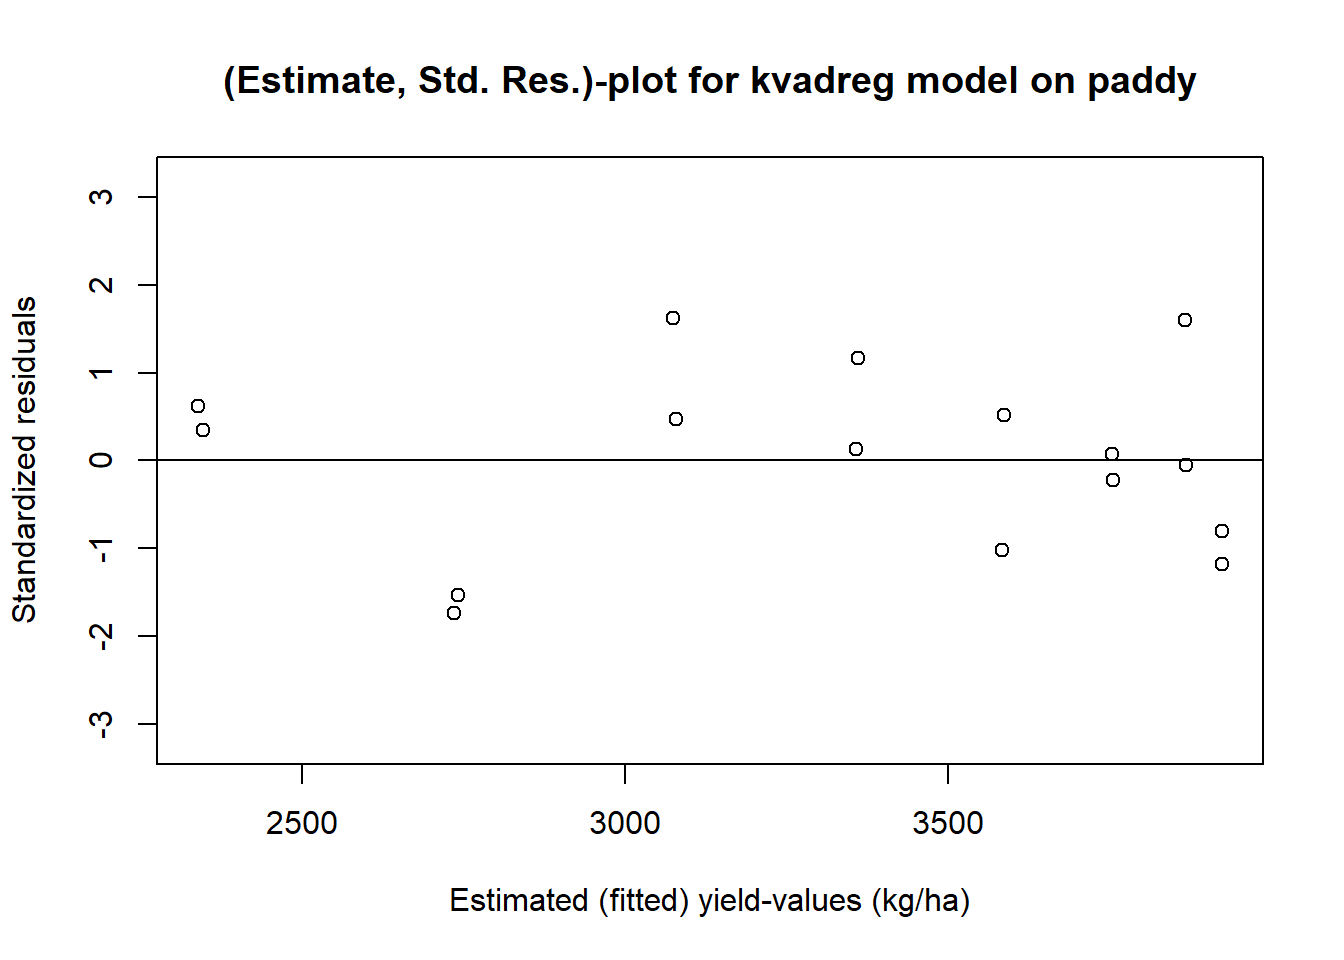 (Estimate, Std. Res.)-plot for kvadreg model on paddy
3
2
1
0
-1
-2
-3
Standardized residuals
2500 3000 3500
Estimated (fitted) yield-values (kg/ha)